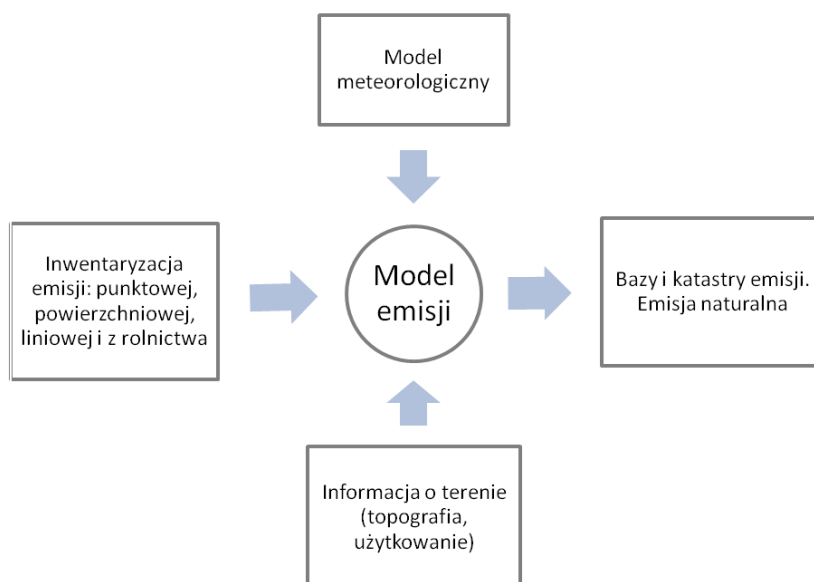 Model
meteorologiczny
Inwentaryzacja
emisji: punktowej,
powierzchniowej,
liniowej i z rolnictwa
Model
emisji
Bazy i katastry emisji.
Emisja naturalna
Informacja o terenie
(topografia,
użytkowanie)